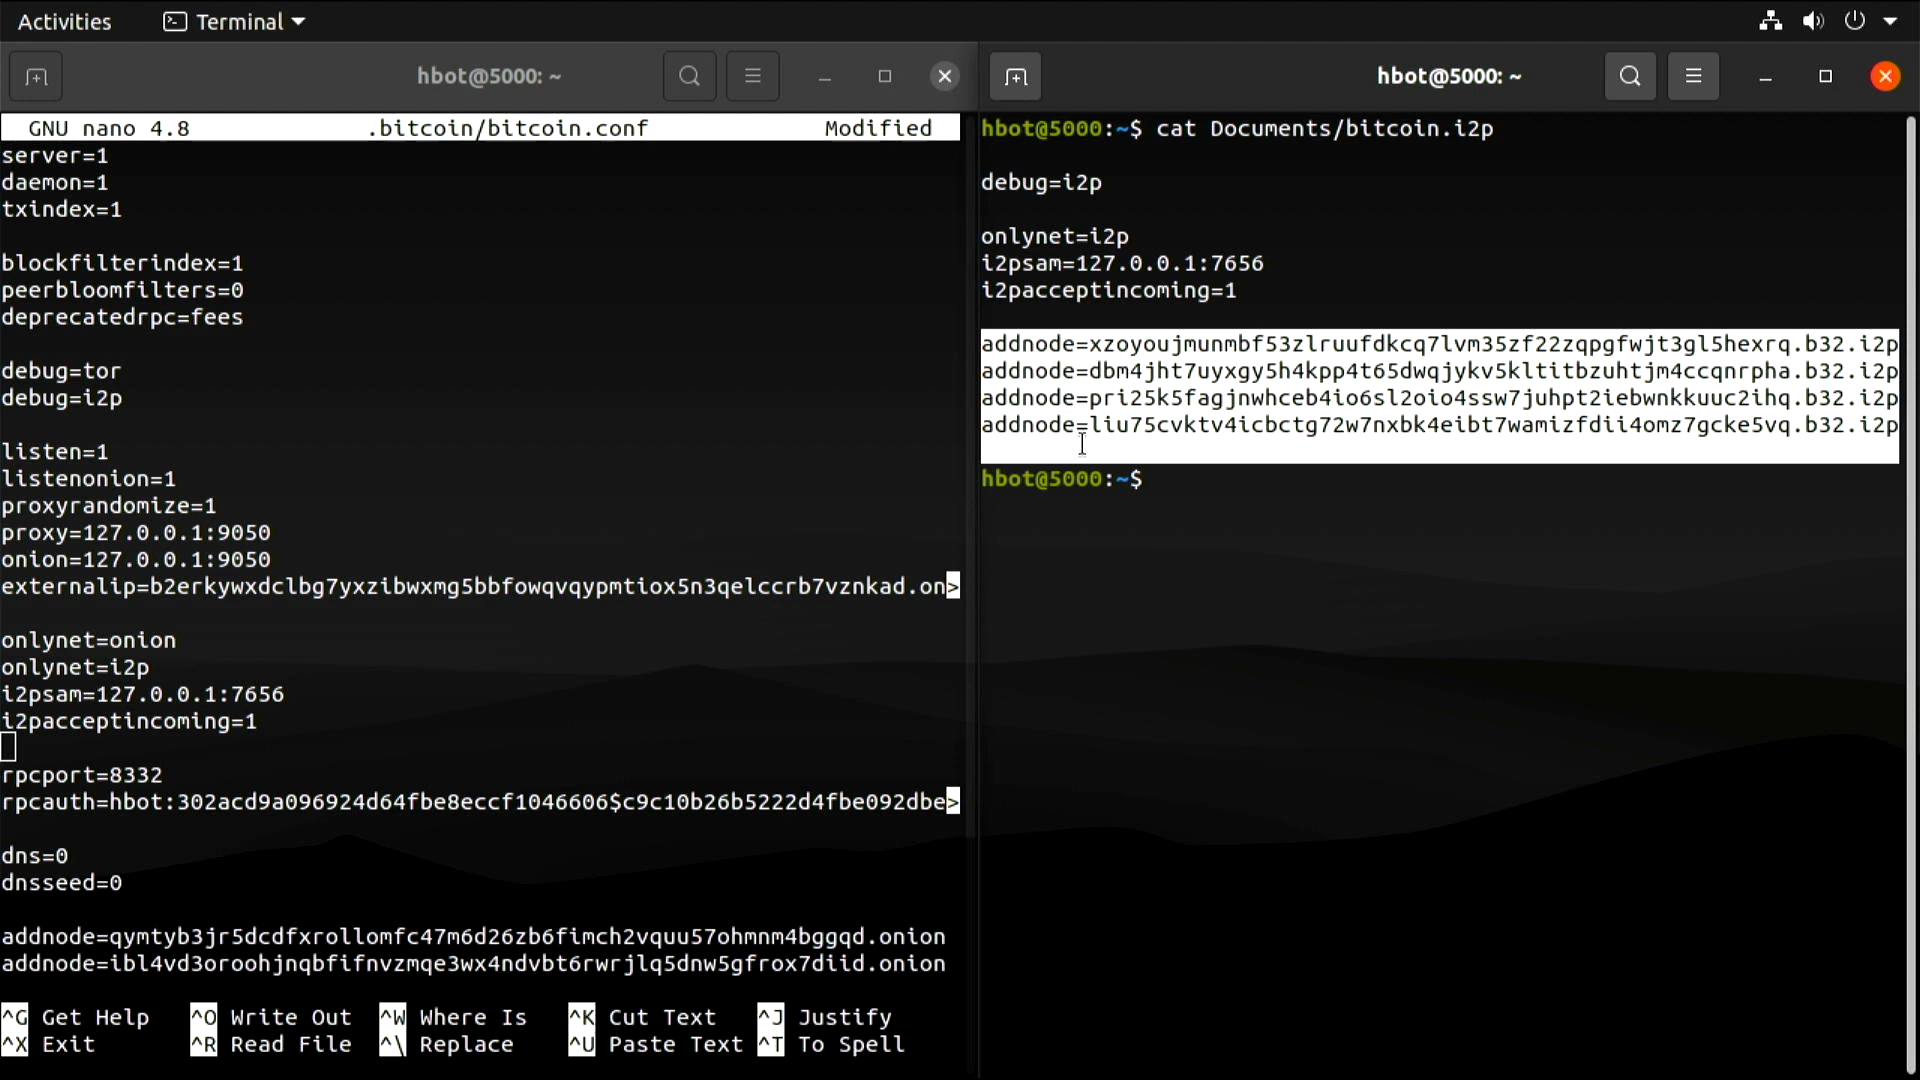 Activities
Terminal
hbot@5000: ~
GNU nano 4.8 .bitcoin/bitcoin.conf Modified
server=1
daemon=1
txindex=1
blockfilterindex=1
peerbloomfilters=0
deprecatedrpc=fees
debug=tor
debug=i2p
listen=1
listenonion=1
proxyrandomize=1
proxy=127.0.0.1:9050
onion=127.0.0.1:9050
externalip=b2erkywxdclbg7yxzibwxmg5bbfowqvqypmtiox5n3qelccrb7vznkad.on>
onlynet=onion
onlynet=i2p
i2psam=127.0.0.1:7656
i2pacceptincoming=1
rpcport=8332
rpcauth=hbot:302acd9a096924d64fbe8eccf1046606$c9c10b26b5222d4fbe092dbe>
dns=0
dnsseed=0
addnode=qymtyb3jr5dcdfxrollomfc47m6d26zb6fimch2vquu57ohmnm4bggqd.onion
addnode=ibl4vd3oroohjnqbfifnvzmqe3wx4ndvbt6rwrjlq5dnw5gfrox7diid.onion
^G Get Help ^O Write Out ^W Where Is ^K Cut Text ^J Justify
^X Exit ^R Read File ^\ Replace ^U Paste Text ^T To Spell
hbot@5000: ~
hbot@5000:~$ cat Documents/bitcoin.i2p
debug=i2p
onlynet=i2p
i2psam=127.0.0.1:7656
i2pacceptincoming=1
addnode=xzoyoujmunmbf53zlruufdkcq7lvm35zf22zqpgfwjt3gl5hexrq.b32.i2p
addnode=dbm4jht7uyxgy5h4kpp4t65dwqjykv5kltitbzuhtjm4ccqnrpha.b32.i2p
addnode=pri25k5fagjnwhceb4io6sl2oio4ssw7juhpt2iebwnkkuuc2ihq.b32.i2p
addnode=liu75cvktv4icbctg72w7nxbk4eibt7wamizfdii4omz7gcke5vq.b32.i2p
hbot@5000:~$